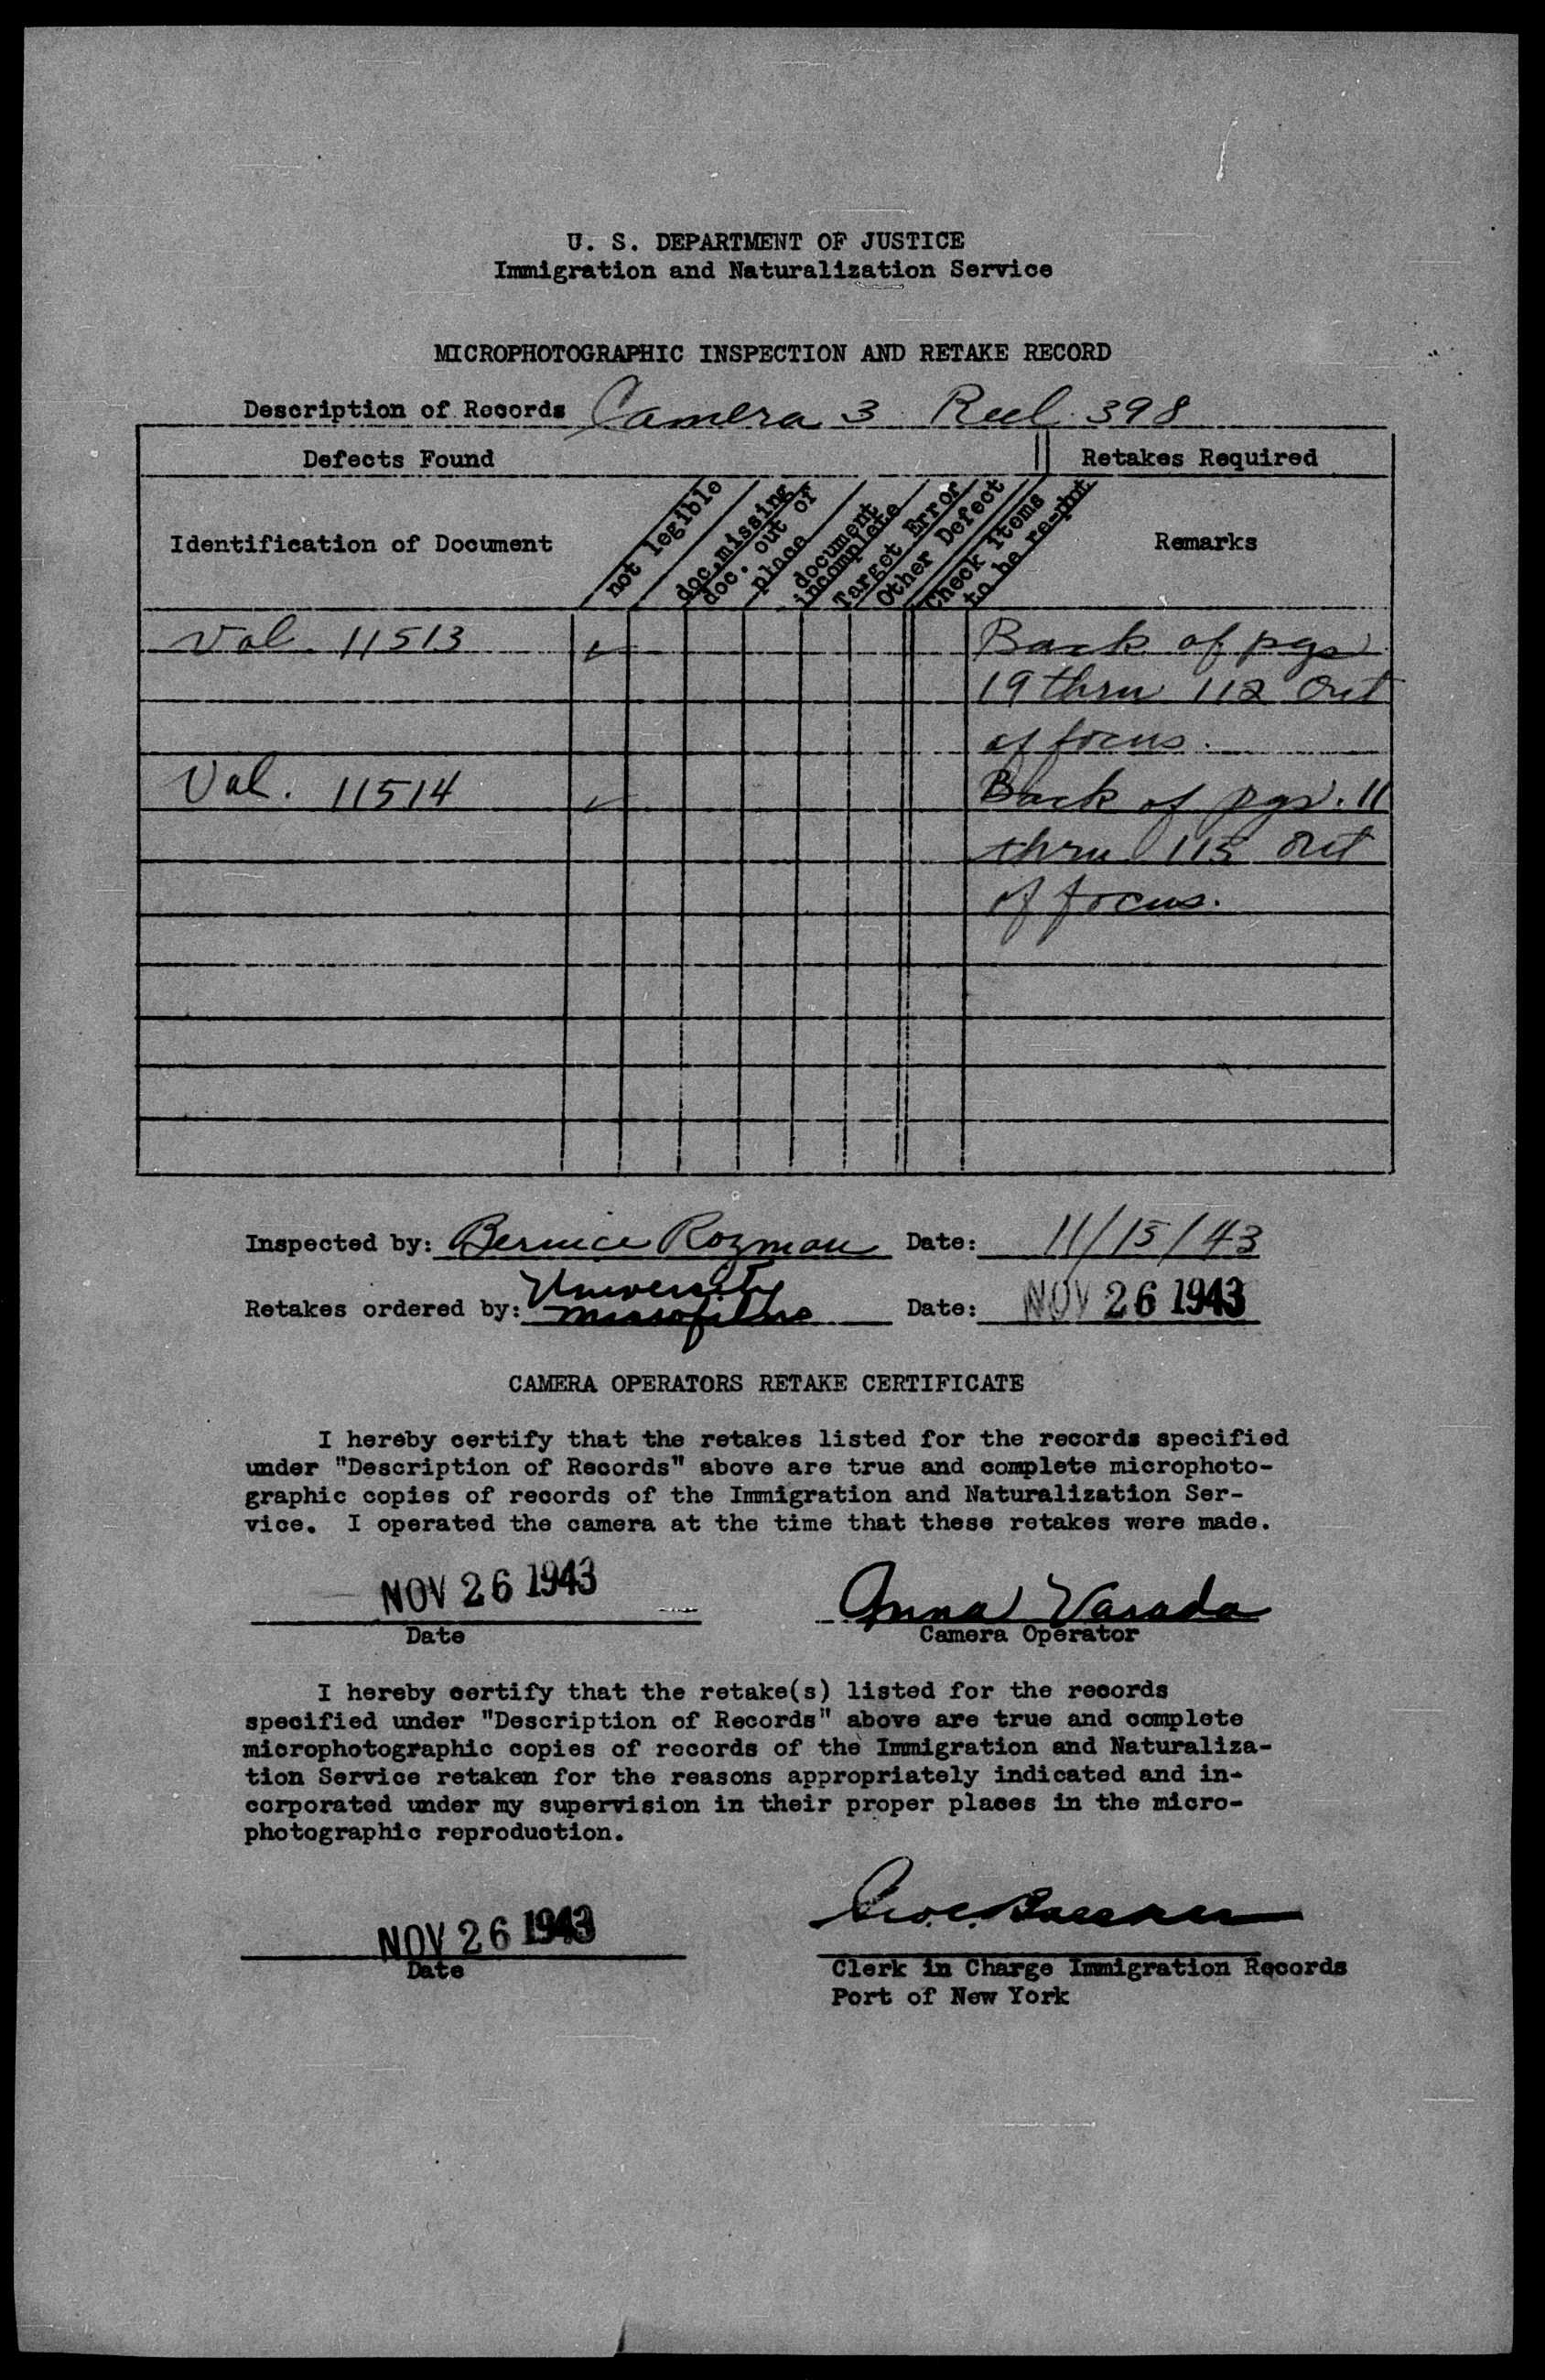 U. S. DEPARTMENT OF JUSTICE
Immigration and Naturalization Service
MICROPHOTOGRAPHIC INSPECTION AND RETAKE RECORD
Description of Records Camera 3 Reel 398
Defects Found
Retakes Required
Identification of Document
not legible
doc. missing
doc. out of place
document incomplete
Target Error
Other Defect
Check items to be re-phot
Remarks
Vol. 11513 ✓ Back of pgs
19 thru 112 out
of focus.
Vol. 11514 ✓ Back of pgs. 11
thru 115 out
of focus.
Inspected by: Bernice Rozman Date: 11/15/43
Retakes ordered by: University Date: NOV 26 1943
CAMERA OPERATORS RETAKE CERTIFICATE
I hereby certify that the retakes listed for the records specified
under "Description of Records" above are true and complete microphoto-
graphic copies of records of the Immigration and Naturalization Ser-
vice. I operated the camera at the time that these retakes were made.
NOV 26 1943 Anna Varada
Date Camera Operator
I hereby certify that the retake(s) listed for the records
specified under "Description of Records" above are true and complete
microphotographic copies of records of the Immigration and Naturaliza-
tion Service retaken for the reasons appropriately indicated and in-
corporated under my supervision in their proper places in the micro-
photographic reproduction.
NOV 26 1943
Date
Clerk in Charge Immigration Records
Port of New York